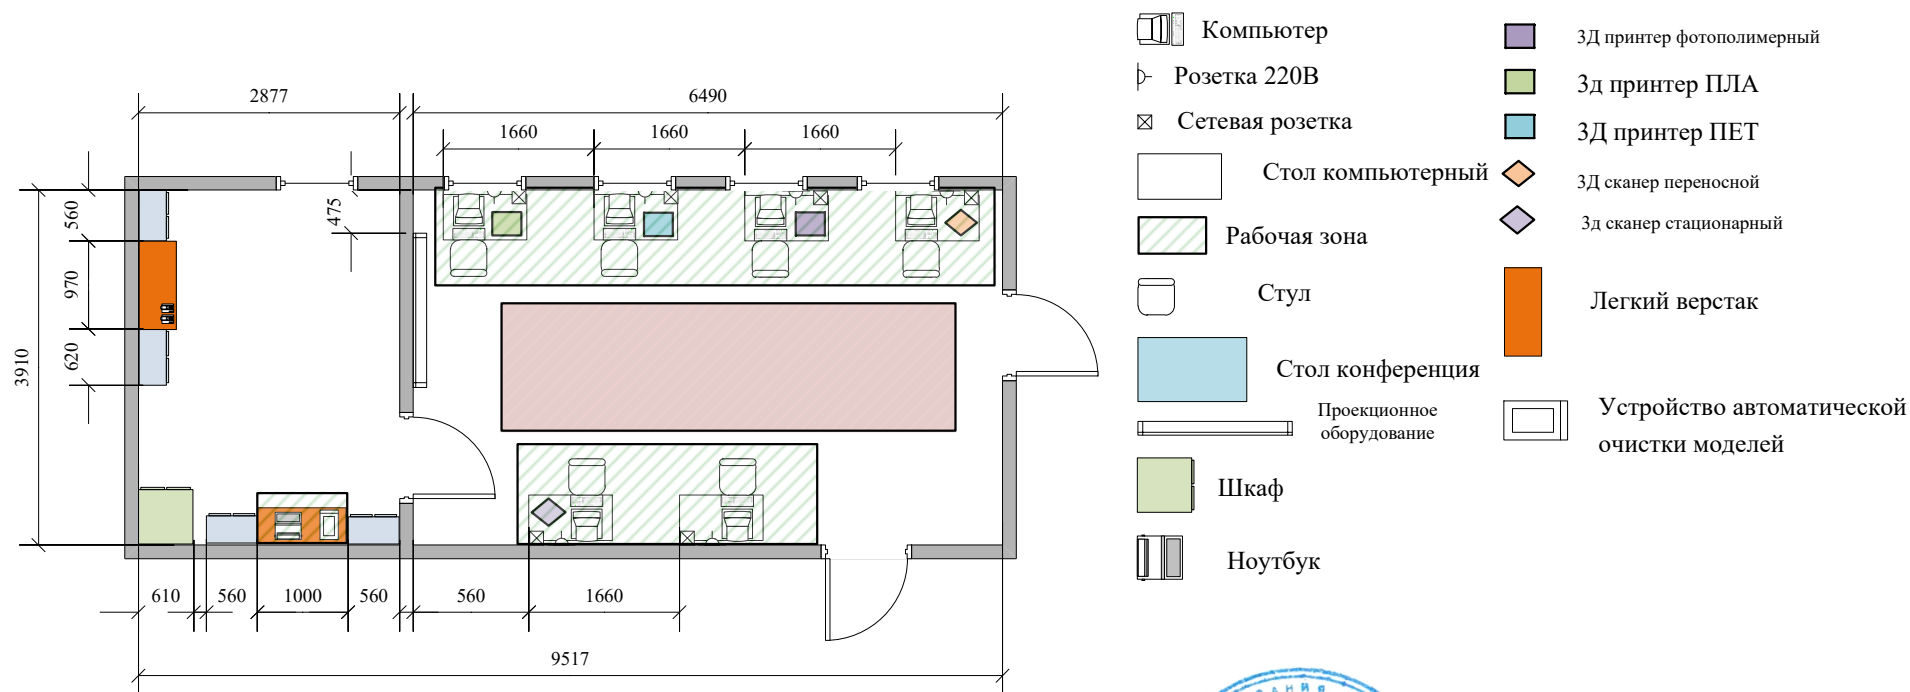 2877
6490
1660
1660
1660
560
475
970
620
3910
610
560
1000
560
560
1660
9517
Компьютер
Розетка 220В
Сетевая розетка
Стол компьютерный
Рабочая зона
Стул
Стол конференция
Проекционное
оборудование
Шкаф
Ноутбук
3Д принтер фотополимерный
3д принтер ПЛА
3Д принтер ПЕТ
3Д сканер переносной
3д сканер стационарный
Легкий верстак
Устройство автоматической
очистки моделей